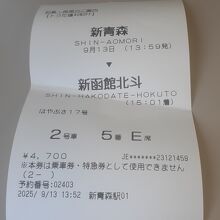 新青森
SHIN-AOMORI
9月13日 (13:59発)
▼
新函館北斗
SHIN-HAKODATE-HOKUTO
(15:01着)
はやぶさ17号
2号車 5番 E席
¥4,700
JE*******23121459
※本券は乗車券・特急券として使用できません
(2- )
予約番号:02403
2025/ 9/13 13:52 新青森駅01